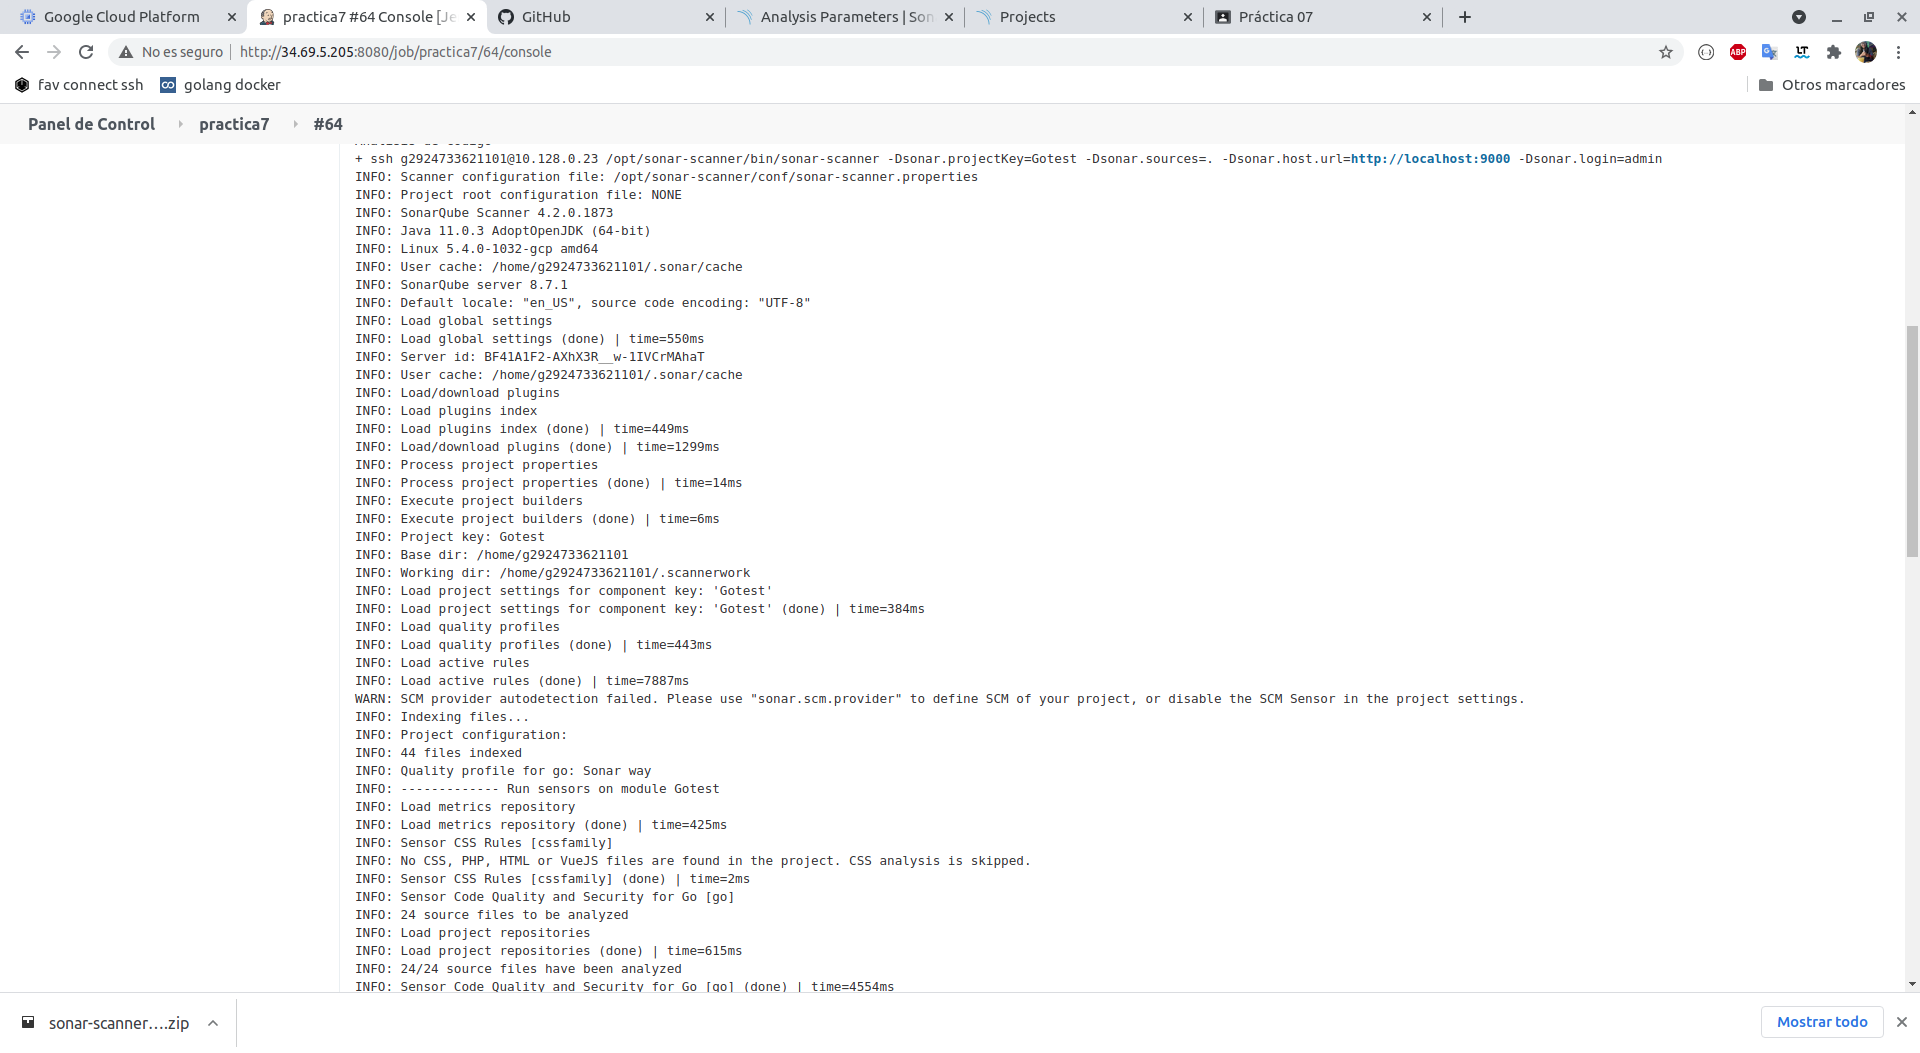 Google Cloud Platform
practica7 #64 Console [Je
GitHub
Analysis Parameters | Son
Projects
Práctica 07
No es seguro
http://34.69.5.205:8080/job/practica7/64/console
ABP
LT
fav connect ssh
golang docker
Otros marcadores
Panel de Control
practica7
#64
+ ssh g2924733621101@10.128.0.23 /opt/sonar-scanner/bin/sonar-scanner -Dsonar.projectKey=Gotest -Dsonar.sources=. -Dsonar.host.url=http://localhost:9000 -Dsonar.login=admin
INFO: Scanner configuration file: /opt/sonar-scanner/conf/sonar-scanner.properties
INFO: Project root configuration file: NONE
INFO: SonarQube Scanner 4.2.0.1873
INFO: Java 11.0.3 AdoptOpenJDK (64-bit)
INFO: Linux 5.4.0-1032-gcp amd64
INFO: User cache: /home/g2924733621101/.sonar/cache
INFO: SonarQube server 8.7.1
INFO: Default locale: "en_US", source code encoding: "UTF-8"
INFO: Load global settings
INFO: Load global settings (done) | time=550ms
INFO: Server id: BF41A1F2-AXhX3R__w-1IVCrMAhaT
INFO: User cache: /home/g2924733621101/.sonar/cache
INFO: Load/download plugins
INFO: Load plugins index
INFO: Load plugins index (done) | time=449ms
INFO: Load/download plugins (done) | time=1299ms
INFO: Process project properties
INFO: Process project properties (done) | time=14ms
INFO: Execute project builders
INFO: Execute project builders (done) | time=6ms
INFO: Project key: Gotest
INFO: Base dir: /home/g2924733621101
INFO: Working dir: /home/g2924733621101/.scannerwork
INFO: Load project settings for component key: 'Gotest'
INFO: Load project settings for component key: 'Gotest' (done) | time=384ms
INFO: Load quality profiles
INFO: Load quality profiles (done) | time=443ms
INFO: Load active rules
INFO: Load active rules (done) | time=7887ms
WARN: SCM provider autodetection failed. Please use "sonar.scm.provider" to define SCM of your project, or disable the SCM Sensor in the project settings.
INFO: Indexing files...
INFO: Project configuration:
INFO: 44 files indexed
INFO: Quality profile for go: Sonar way
INFO: ------------- Run sensors on module Gotest
INFO: Load metrics repository
INFO: Load metrics repository (done) | time=425ms
INFO: Sensor CSS Rules [cssfamily]
INFO: No CSS, PHP, HTML or VueJS files are found in the project. CSS analysis is skipped.
INFO: Sensor CSS Rules [cssfamily] (done) | time=2ms
INFO: Sensor Code Quality and Security for Go [go]
INFO: 24 source files to be analyzed
INFO: Load project repositories
INFO: Load project repositories (done) | time=615ms
INFO: 24/24 source files have been analyzed
INFO: Sensor Code Quality and Security for Go [go] (done) | time=4554ms
sonar-scanner....zip
Mostrar todo